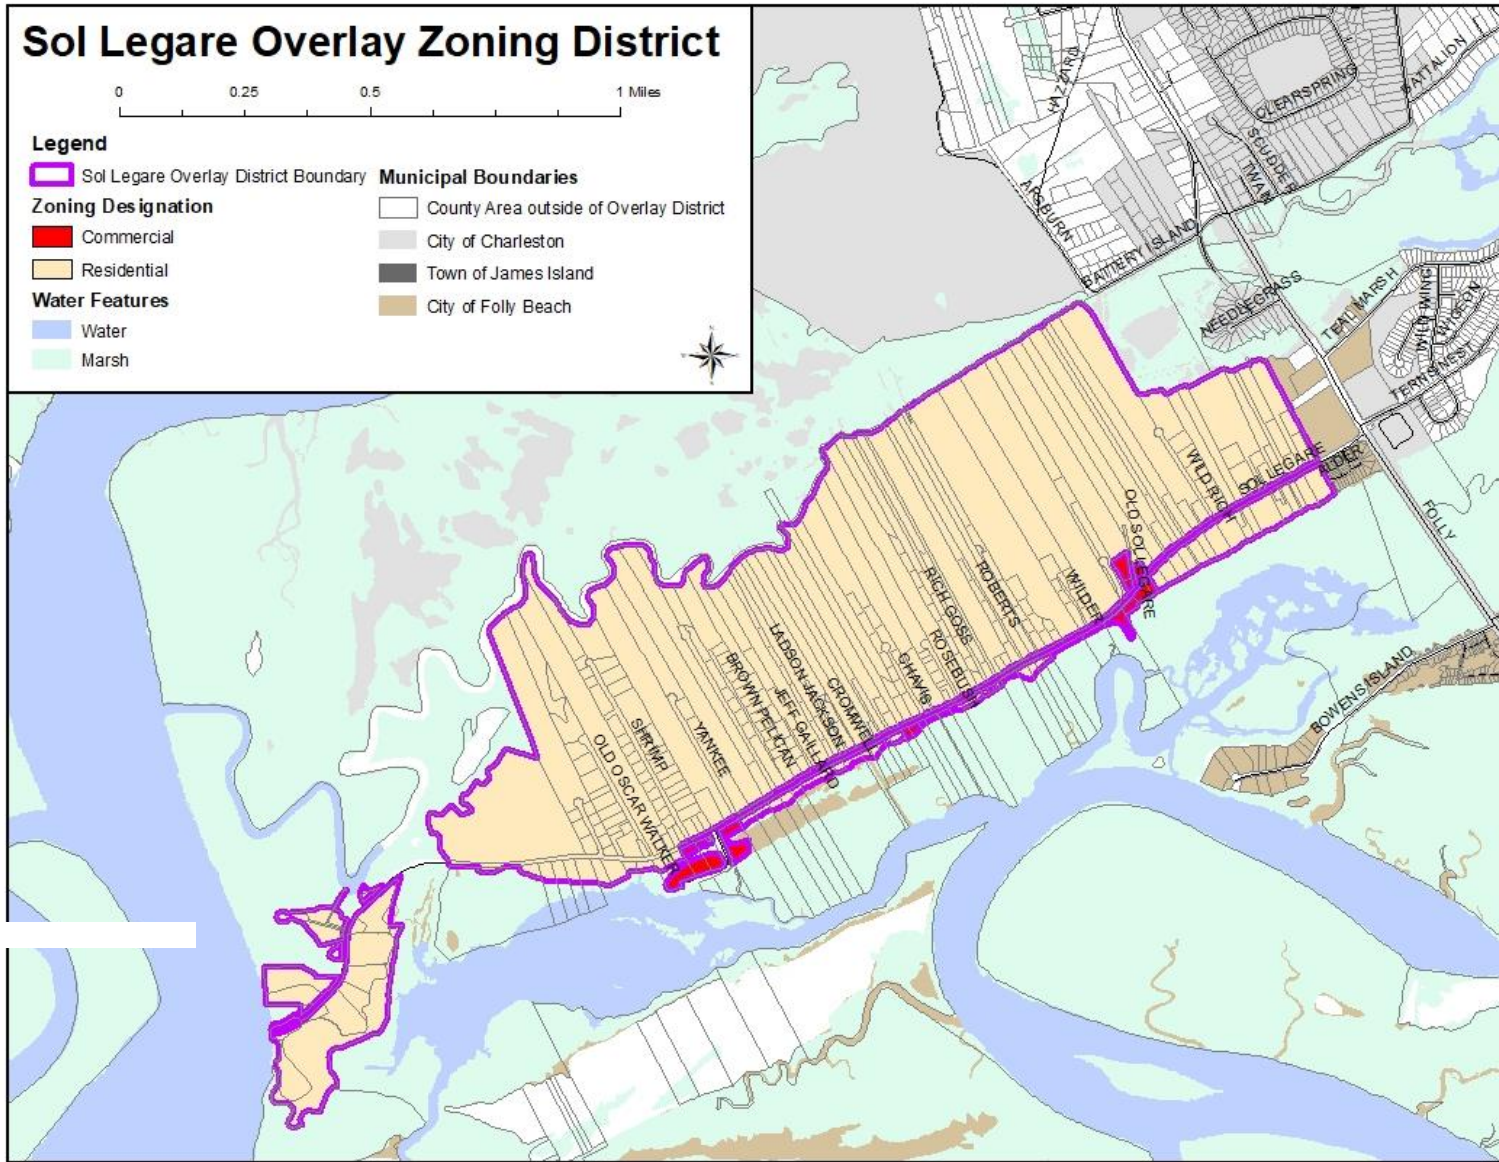 Sol Legare Overlay Zoning District
0 0.25 0.5 1 Miles
Legend
Sol Legare Overlay District Boundary
Zoning Designation
Commercial
Residential
Water Features
Water
Marsh
Municipal Boundaries
County Area outside of Overlay District
City of Charleston
Town of James Island
City of Folly Beach
HAZZARD
CLEARSPRING
BATTALION
SCUDDER
TWAIN
BATTERY ISLAND
NEEDLEGRASS
TEAL MARSH
WILD WING
WIGEON
TERNS NEST
WILD RICH
SOL LEGARE
ALDER
FOLLY
OLD SOL LEGARE
WILDER
ROBERTS
RICH GOSS
ROSEBUSH
CHAVIS
CROMWELL
LADSON JACKSON
JEFF GAILLARD
BROWN PELICAN
YANKEE
SHRIMP
OLD OSCAR WALKER
BOWENS ISLAND